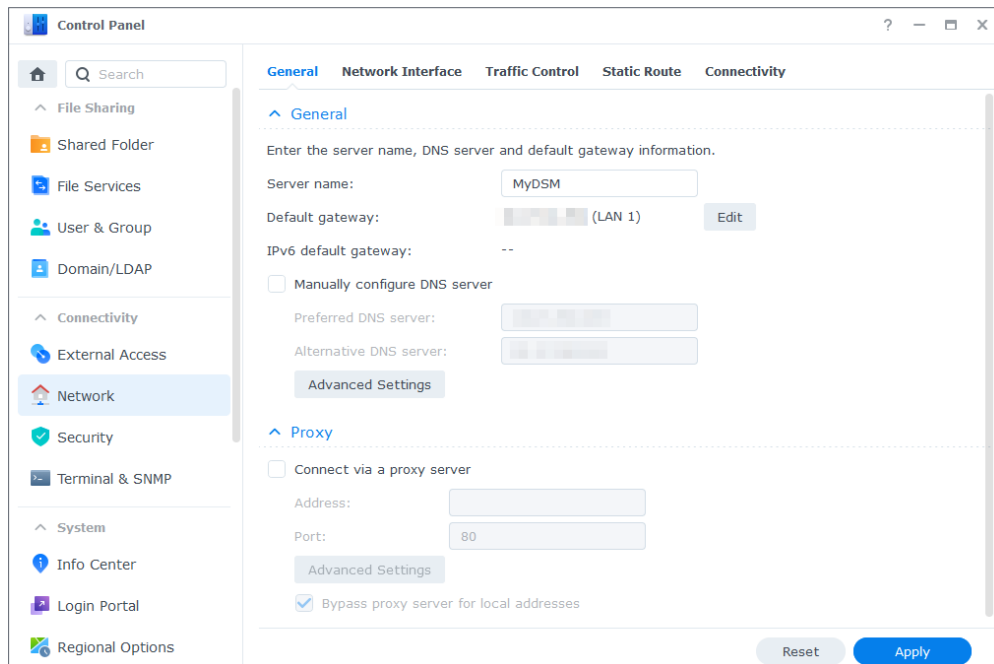 Control Panel
Search
File Sharing
Shared Folder
File Services
User & Group
Domain/LDAP
Connectivity
External Access
Network
Security
Terminal & SNMP
System
Info Center
Login Portal
Regional Options
General Network Interface Traffic Control Static Route Connectivity
General
Enter the server name, DNS server and default gateway information.
Server name: MyDSM
Default gateway: (LAN 1) Edit
IPv6 default gateway: --
Manually configure DNS server
Preferred DNS server:
Alternative DNS server:
Advanced Settings
Proxy
Connect via a proxy server
Address:
Port: 80
Advanced Settings
Bypass proxy server for local addresses
Reset Apply